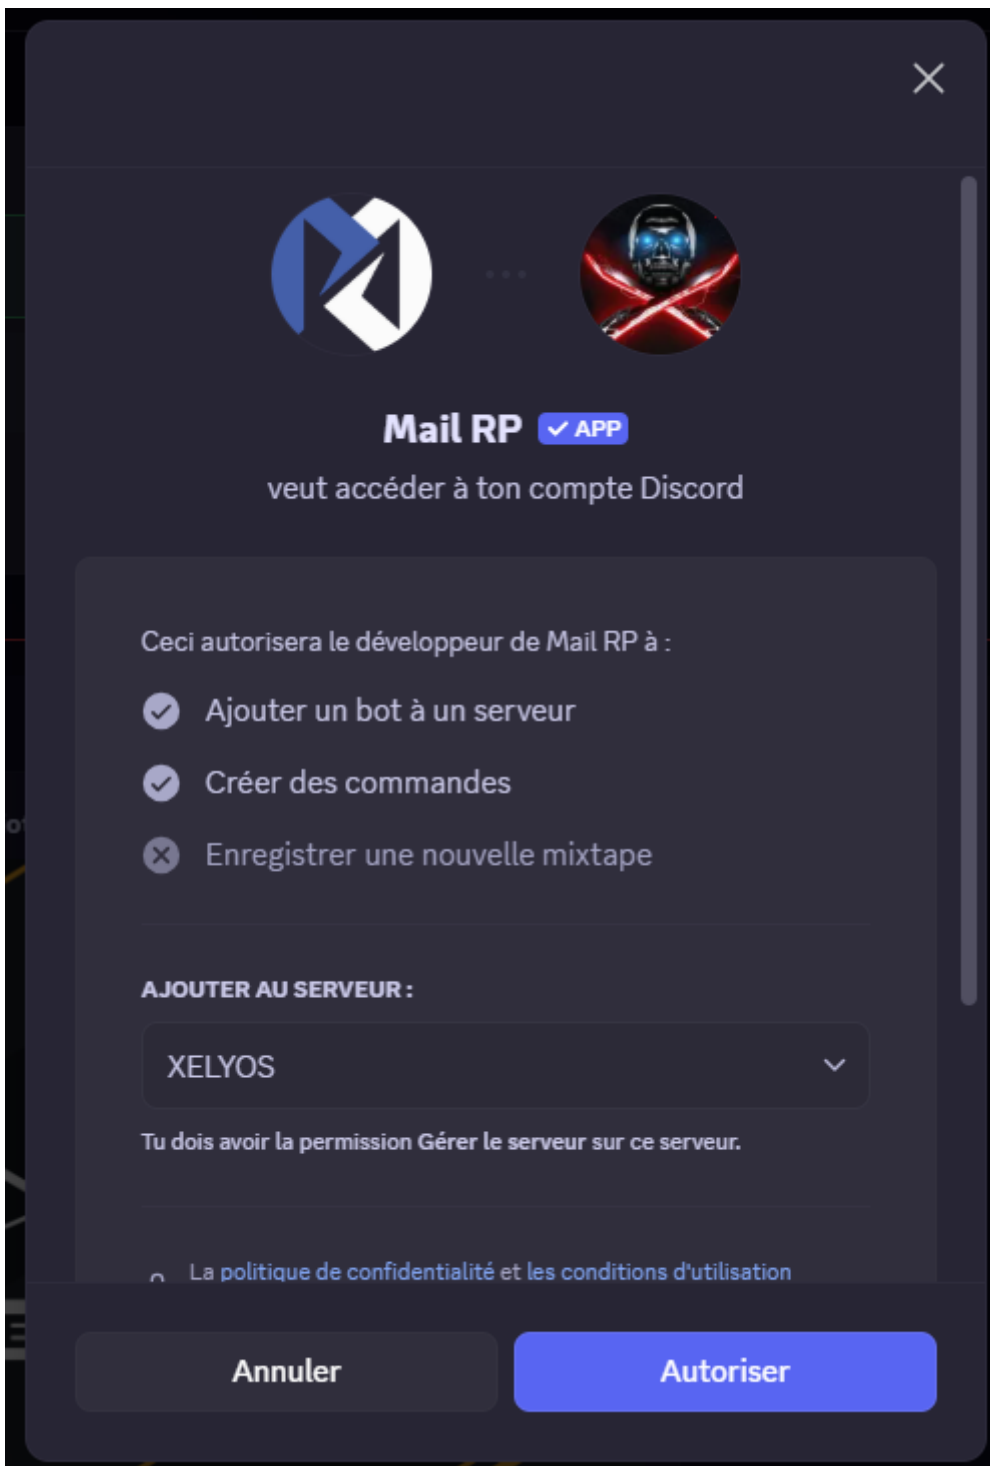 Mail RP
APP
veut accéder à ton compte Discord
Ceci autorisera le développeur de Mail RP à :
Ajouter un bot à un serveur
Créer des commandes
Enregistrer une nouvelle mixtape
AJOUTER AU SERVEUR :
XELYOS
Tu dois avoir la permission Gérer le serveur sur ce serveur.
La politique de confidentialité et les conditions d'utilisation
Annuler
Autoriser